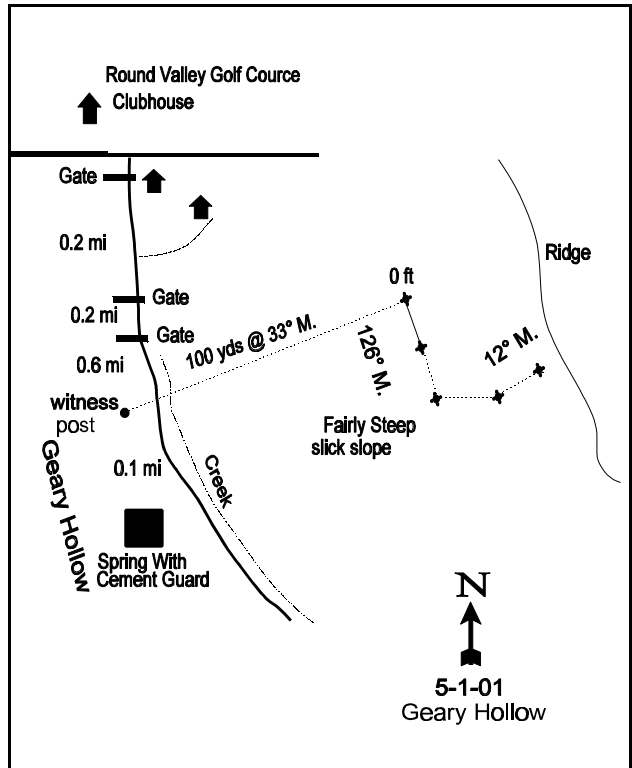 Round Valley Golf Cource
Clubhouse
Gate
0.2 mi
Ridge
0 ft
Gate
0.2 mi
Gate
100 yds @ 33° M.
126° M.
12° M.
0.6 mi
witness
post
Fairly Steep
slick slope
Geary Hollow
0.1 mi
Creek
Spring With
Cement Guard
N
5-1-01
Geary Hollow